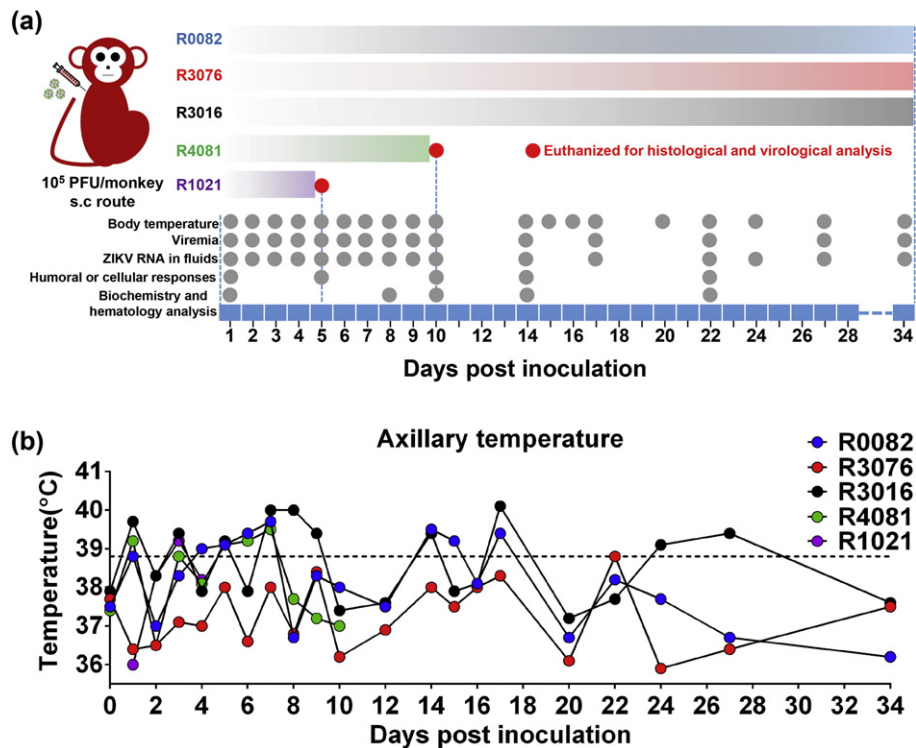 (a)
R0082
R3076
R3016
R4081
Euthanized for histological and virological analysis
R1021
10⁵ PFU/monkey
s.c route
Body temperature
Viremia
ZIKV RNA in fluids
Humoral or cellular responses
Biochemistry and
hematology analysis
1 2 3 4 5 6 7 8 9 10 12 14 16 18 20 22 24 26 28 34
Days post inoculation
(b)
Axillary temperature
R0082
R3076
R3016
R4081
R1021
Temperature(°C)
41
40
39
38
37
36
0 2 4 6 8 10 12 14 16 18 20 22 24 26 28 30 32 34
Days post inoculation